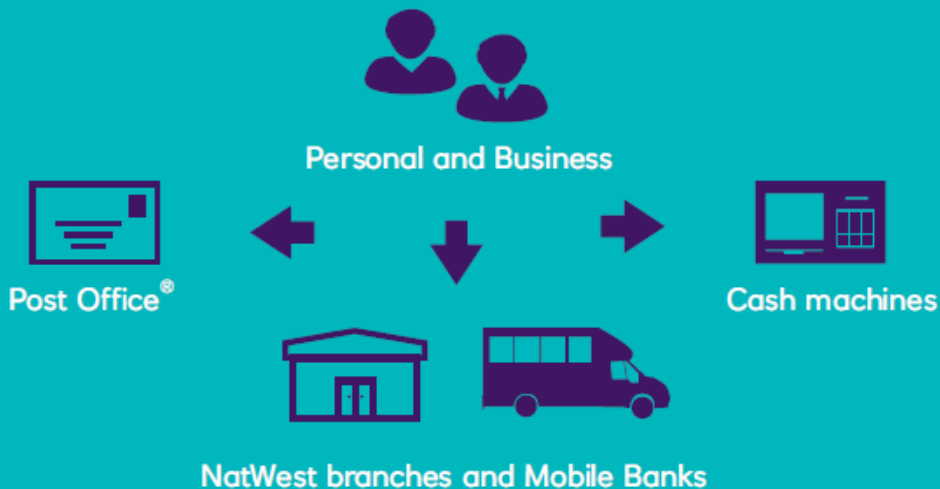 Personal and Business
Post Office®
Cash machines
NatWest branches and Mobile Banks